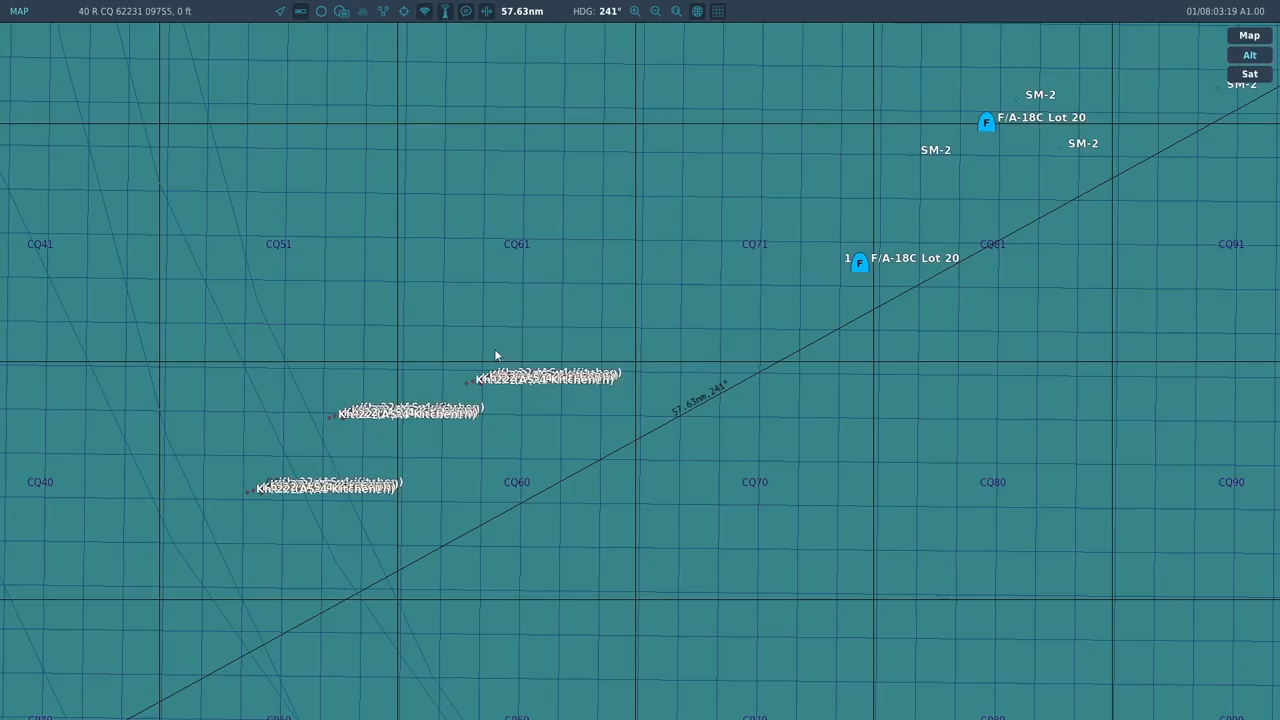 MAP 40 R CQ 62231 09755, 0 ft 57.63nm HDG: 241° 01/08:03:19 A1.00
Map
Alt
Sat
SM-2
SM-2
F/A-18C Lot 20
SM-2
SM-2
CQ41 CQ51 CQ61 CQ71 CQ81 CQ91
1 F F/A-18C Lot 20
F
57.63nm,241°
CQ40 CQ60 CQ70 CQ80 CQ90